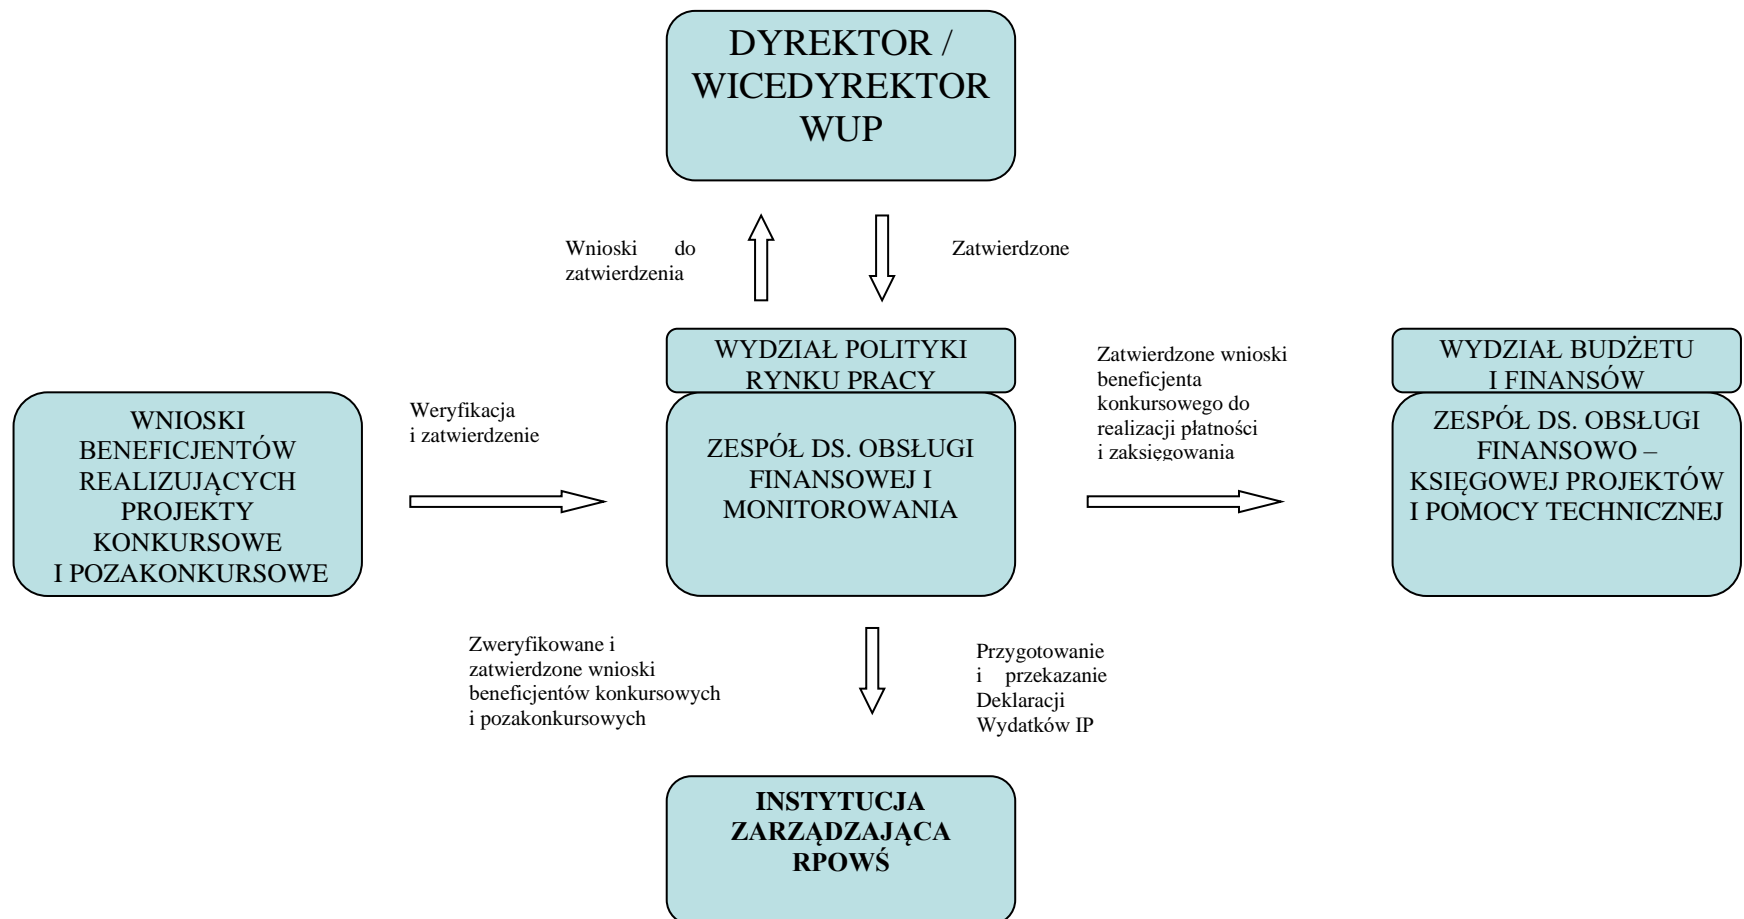 DYREKTOR /
WICEDYREKTOR
WUP
Wnioski do
zatwierdzenia
Zatwierdzone
WNIOSKI
BENEFICJENTÓW
REALIZUJĄCYCH
PROJEKTY
KONKURSOWE
I POZAKONKURSOWE
Weryfikacja
i zatwierdzenie
WYDZIAŁ POLITYKI
RYNKU PRACY
ZESPÓŁ DS. OBSŁUGI
FINANSOWEJ I
MONITOROWANIA
Zatwierdzone wnioski
beneficjenta
konkursowego do
realizacji płatności
i zaksięgowania
WYDZIAŁ BUDŻETU
I FINANSÓW
ZESPÓŁ DS. OBSŁUGI
FINANSOWO –
KSIĘGOWEJ PROJEKTÓW
I POMOCY TECHNICZNEJ
Zweryfikowane i
zatwierdzone wnioski
beneficjentów konkursowych
i pozakonkursowych
Przygotowanie
i przekazanie
Deklaracji
Wydatków IP
INSTYTUCJA
ZARZĄDZAJĄCA
RPOWŚ